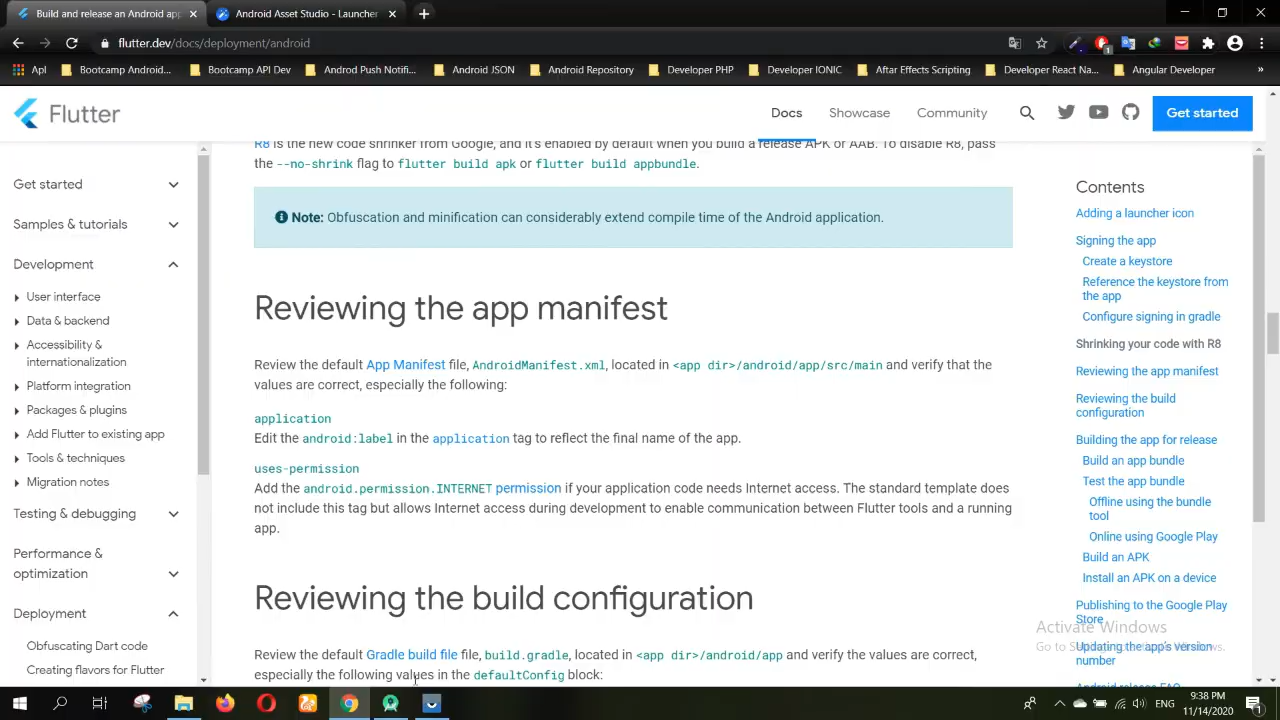 Build and release an Android app
Android Asset Studio - Launcher
flutter.dev/docs/deployment/android
Apl
Bootcamp Android...
Bootcamp API Dev
Androd Push Notifi...
Android JSON
Android Repository
Developer PHP
Developer IONIC
Aftar Effects Scripting
Developer React Na...
Angular Developer
»
Flutter
Docs
Showcase
Community
Get started
Get started
Samples & tutorials
Development
User interface
Data & backend
Accessibility &
internationalization
Platform integration
Packages & plugins
Add Flutter to existing app
Tools & techniques
Migration notes
Testing & debugging
Performance &
optimization
Deployment
Obfuscating Dart code
Creating flavors for Flutter
R8 is the new code shrinker from Google, and it's enabled by default when you build a release APK or AAB. To disable R8, pass
the --no-shrink flag to flutter build apk or flutter build appbundle.
Note: Obfuscation and minification can considerably extend compile time of the Android application.
Reviewing the app manifest
Review the default App Manifest file, AndroidManifest.xml, located in <app dir>/android/app/src/main and verify that the
values are correct, especially the following:
application
Edit the android:label in the application tag to reflect the final name of the app.
uses-permission
Add the android.permission.INTERNET permission if your application code needs Internet access. The standard template does
not include this tag but allows Internet access during development to enable communication between Flutter tools and a running
app.
Reviewing the build configuration
Review the default Gradle build file file, build.gradle, located in <app dir>/android/app and verify the values are correct,
especially the following values in the defaultConfig block:
Contents
Adding a launcher icon
Signing the app
Create a keystore
Reference the keystore from
the app
Configure signing in gradle
Shrinking your code with R8
Reviewing the app manifest
Reviewing the build
configuration
Building the app for release
Build an app bundle
Test the app bundle
Offline using the bundle
tool
Online using Google Play
Build an APK
Install an APK on a device
Publishing to the Google Play
Store
Updating the app's version
number
Android release FAQ
Activate Windows
9:38 PM
11/14/2020